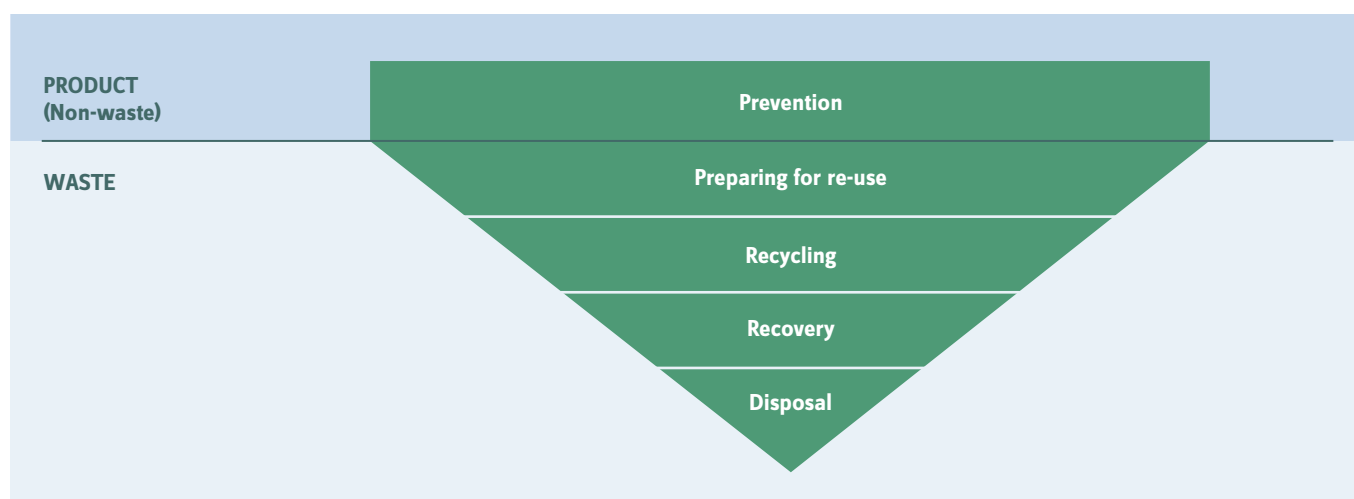 PRODUCT
(Non-waste)
Prevention
WASTE
Preparing for re-use
Recycling
Recovery
Disposal